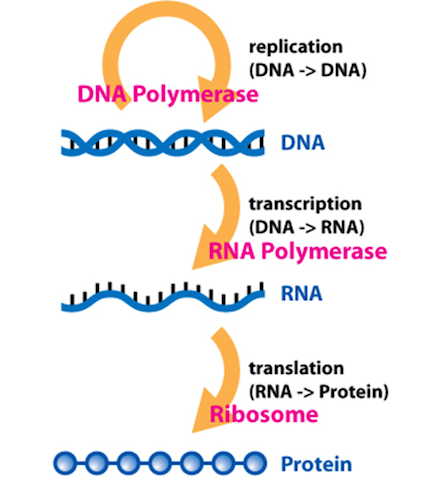 replication
(DNA -> DNA)
DNA Polymerase
DNA
transcription
(DNA -> RNA)
RNA Polymerase
RNA
translation
(RNA -> Protein)
Ribosome
Protein